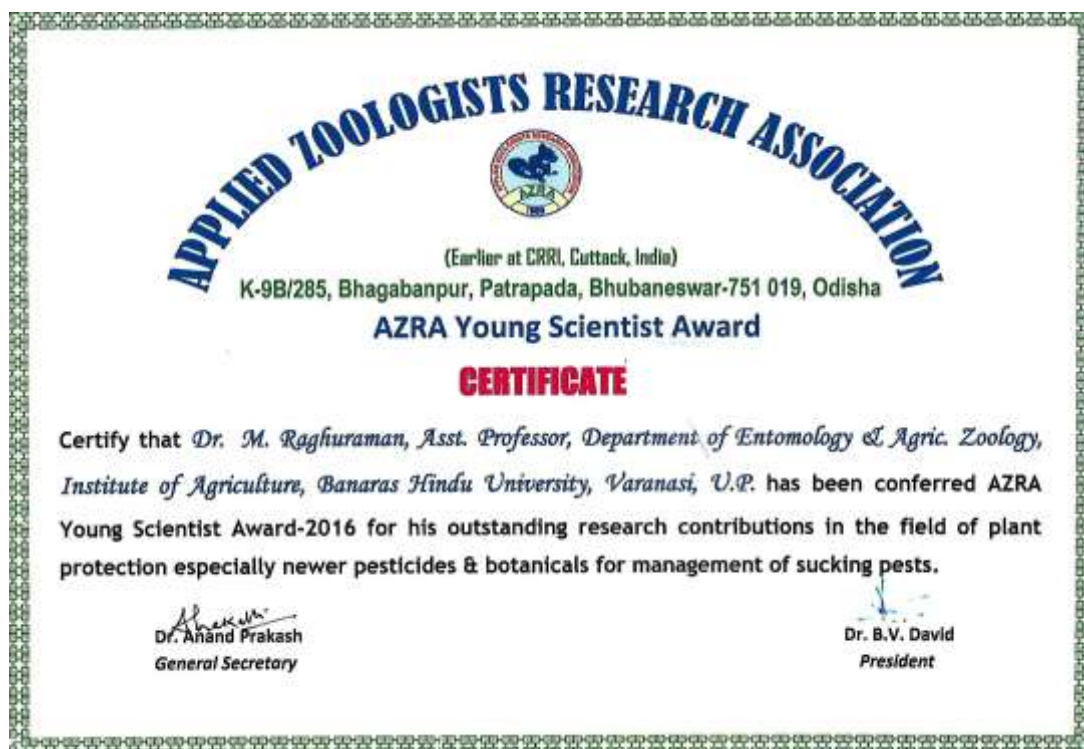 APPLIED ZOOLOGISTS RESEARCH ASSOCIATION
AZRA
(Earlier at CRRI, Cuttack, India)
K-9B/285, Bhagabanpur, Patrapada, Bhubaneswar-751 019, Odisha
AZRA Young Scientist Award
CERTIFICATE
Certify that Dr. M. Raghuraman, Asst. Professor, Department of Entomology & Agric. Zoology,
Institute of Agriculture, Banaras Hindu University, Varanasi, U.P. has been conferred AZRA
Young Scientist Award-2016 for his outstanding research contributions in the field of plant
protection especially newer pesticides & botanicals for management of sucking pests.
Dr. Anand Prakash
General Secretary
Dr. B.V. David
President